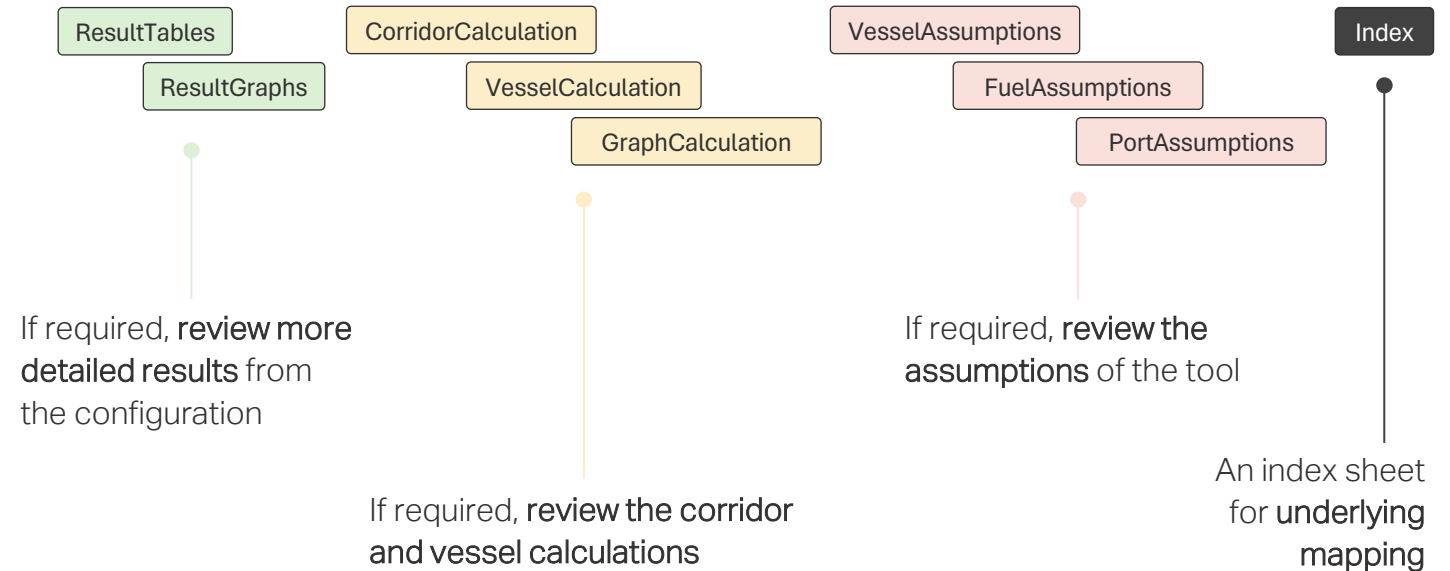 ResultTables
ResultGraphs
CorridorCalculation
VesselCalculation
GraphCalculation
VesselAssumptions
FuelAssumptions
PortAssumptions
Index
If required, review more
detailed results from
the configuration
If required, review the corridor
and vessel calculations
If required, review the
assumptions of the tool
An index sheet
for underlying
mapping